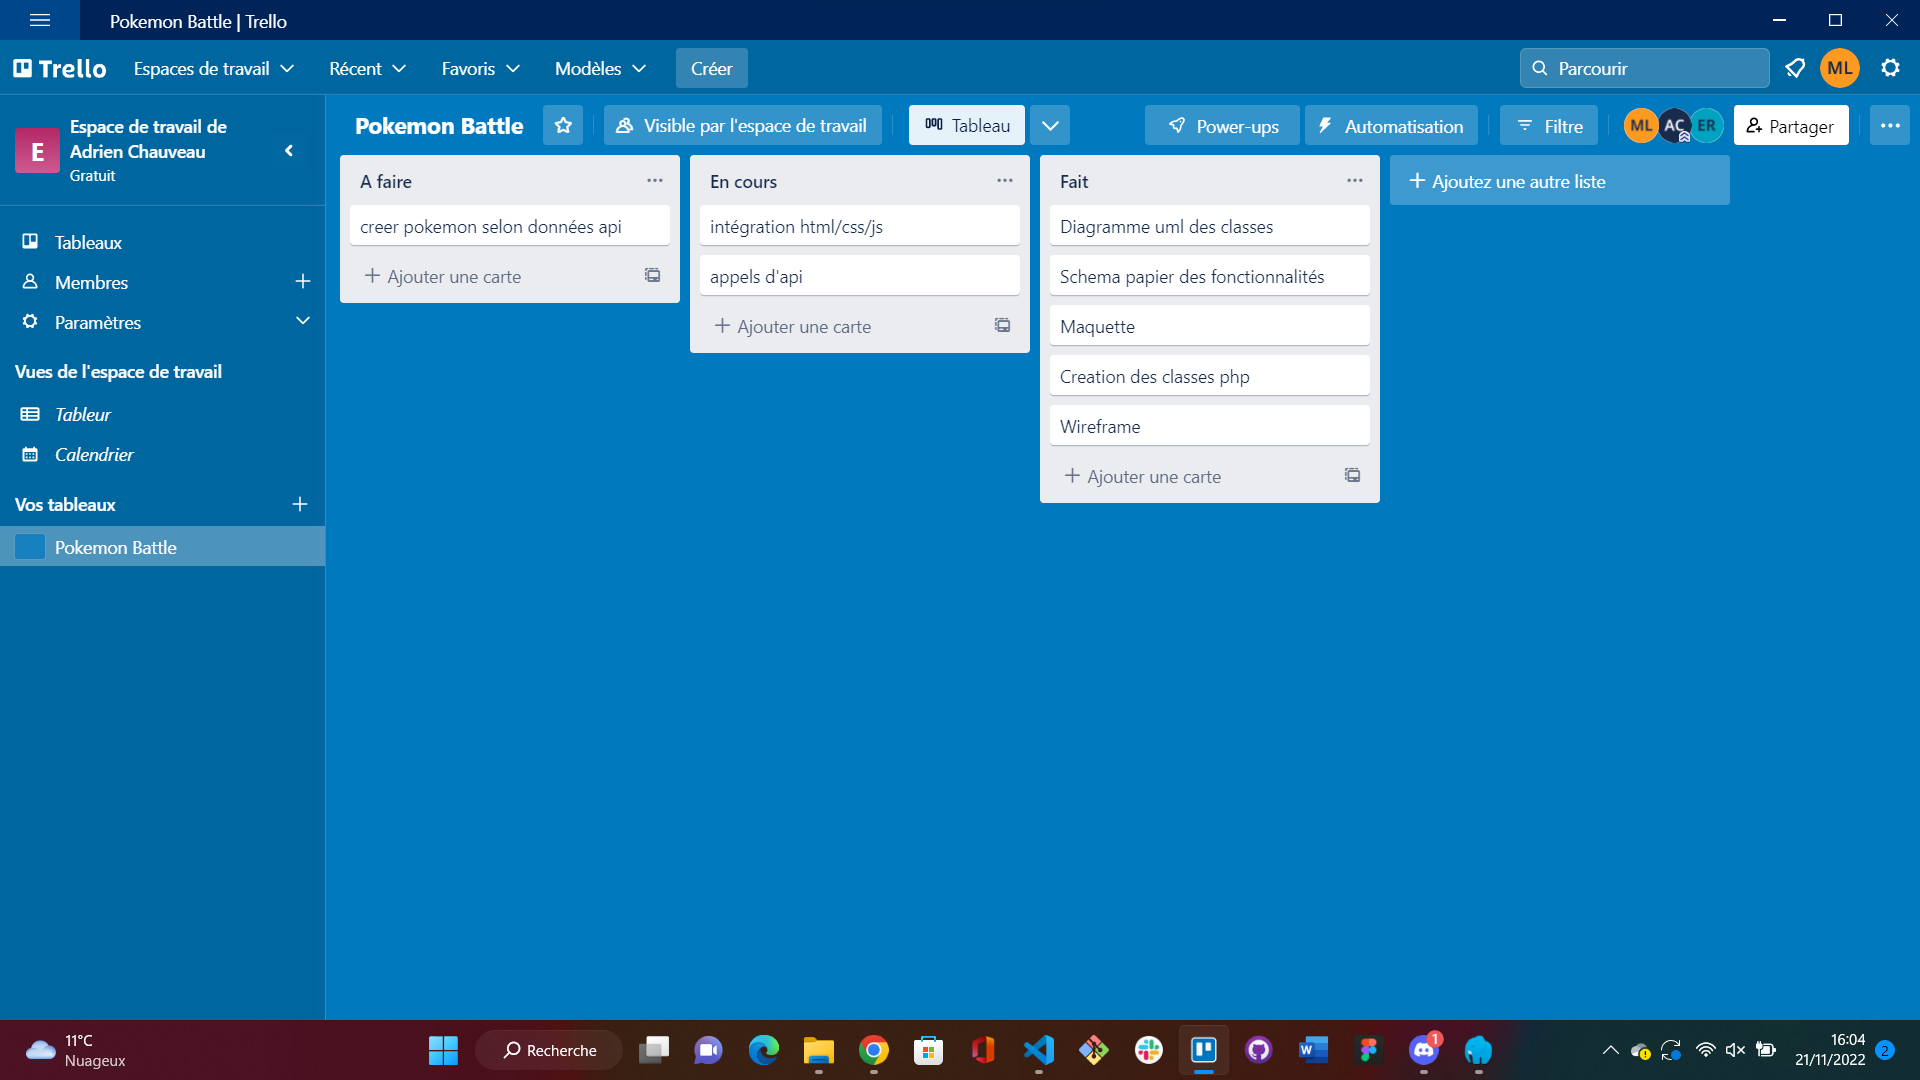 Pokemon Battle | Trello
Trello
Espaces de travail
Récent
Favoris
Modèles
Créer
Parcourir
ML
E
Espace de travail de
Adrien Chauveau
Gratuit
Pokemon Battle
Visible par l'espace de travail
Tableau
Power-ups
Automatisation
Filtre
ML
AC
ER
Partager
Tableaux
Membres
Paramètres
Vues de l'espace de travail
Tableur
Calendrier
Vos tableaux
Pokemon Battle
A faire
creer pokemon selon données api
Ajouter une carte
En cours
intégration html/css/js
appels d'api
Ajouter une carte
Fait
Diagramme uml des classes
Schema papier des fonctionnalités
Maquette
Creation des classes php
Wireframe
Ajouter une carte
Ajoutez une autre liste
11°C
Nuageux
Recherche
W
1
16:04
21/11/2022
2